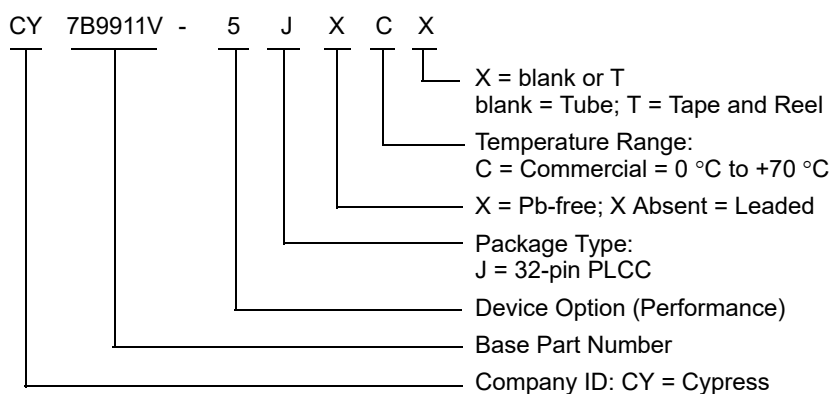 CY 7B9911V - 5 J X C X
X = blank or T
blank = Tube; T = Tape and Reel
Temperature Range:
C = Commercial = 0 °C to +70 °C
X = Pb-free; X Absent = Leaded
Package Type:
J = 32-pin PLCC
Device Option (Performance)
Base Part Number
Company ID: CY = Cypress